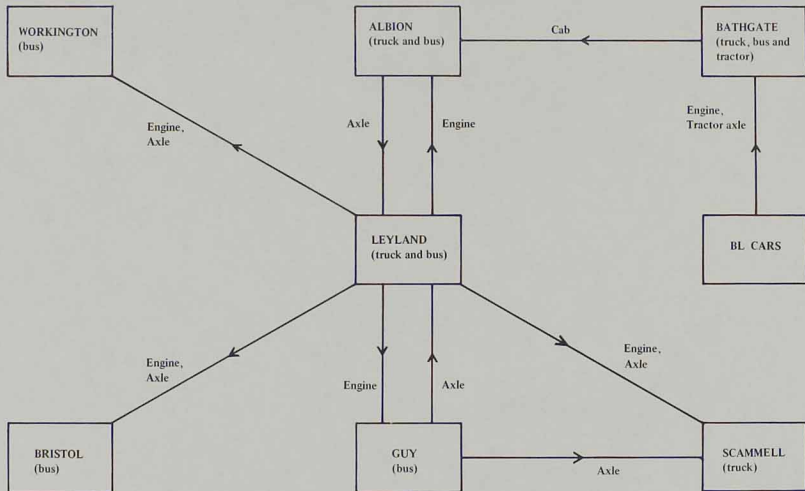 WORKINGTON
(bus)
ALBION
(truck and bus)
Cab
BATHGATE
(truck, bus and
tractor)
Engine,
Axle
Axle
Engine
Engine,
Tractor axle
LEYLAND
(truck and bus)
BL CARS
Engine,
Axle
Engine
Axle
Engine,
Axle
BRISTOL
(bus)
GUY
(bus)
Axle
SCAMMELL
(truck)